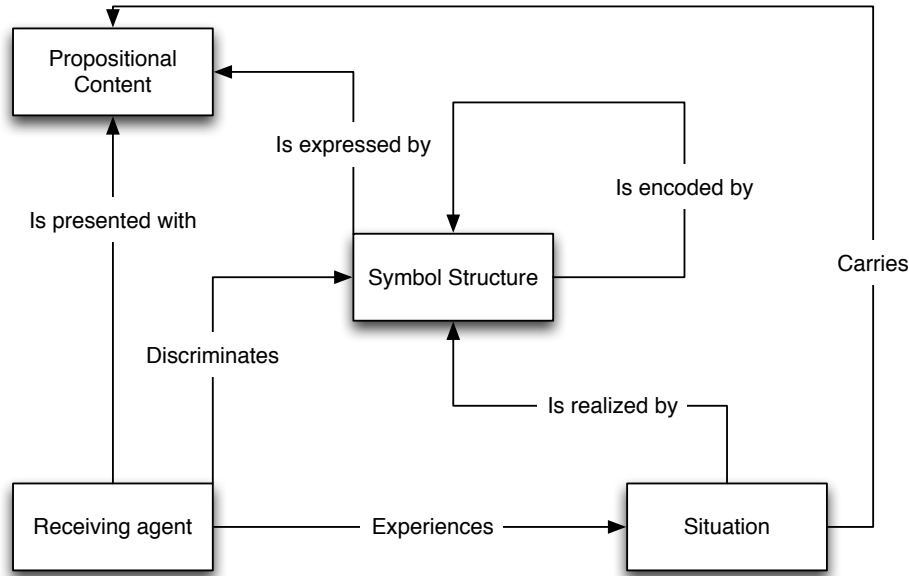 Propositional
Content
Is expressed by
Is encoded by
Is presented with
Symbol Structure
Carries
Discriminates
Is realized by
Receiving agent
Experiences
Situation